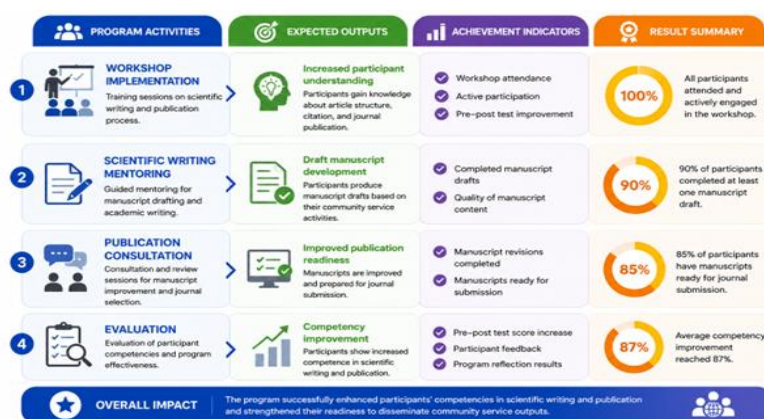 PROGRAM ACTIVITIES
EXPECTED OUTPUTS
ACHIEVEMENT INDICATORS
RESULT SUMMARY
1
WORKSHOP
IMPLEMENTATION
Training sessions on scientific
writing and publication
process.
Increased participant
understanding
Participants gain knowledge
about article structure,
citation, and journal
publication.
Workshop attendance
Active participation
Pre-post test improvement
100%
All participants
attended and
actively engaged
in the workshop.
2
SCIENTIFIC WRITING
MENTORING
Guided mentoring for
manuscript drafting and
academic writing.
Draft manuscript
development
Participants produce
manuscript drafts based on
their community service
activities.
Completed manuscript
drafts
Quality of manuscript
content
90%
90% of participants
completed at least
one manuscript
draft.
3
PUBLICATION
CONSULTATION
Consultation and review
sessions for manuscript
improvement and journal
selection.
Improved publication
readiness
Manuscripts are improved
and prepared for journal
submission.
Manuscript revisions
completed
Manuscripts ready for
submission
85%
85% of participants
have manuscripts
ready for journal
submission.
4
EVALUATION
Evaluation of participant
competencies and program
effectiveness.
Competency
improvement
Participants show increased
competence in scientific
writing and publication.
Pre-post test score increase
Participant feedback
Program reflection results
87%
Average competency
improvement
reached 87%.
OVERALL IMPACT
The program successfully enhanced participants' competencies in scientific writing and publication
and strengthened their readiness to disseminate community service outputs.